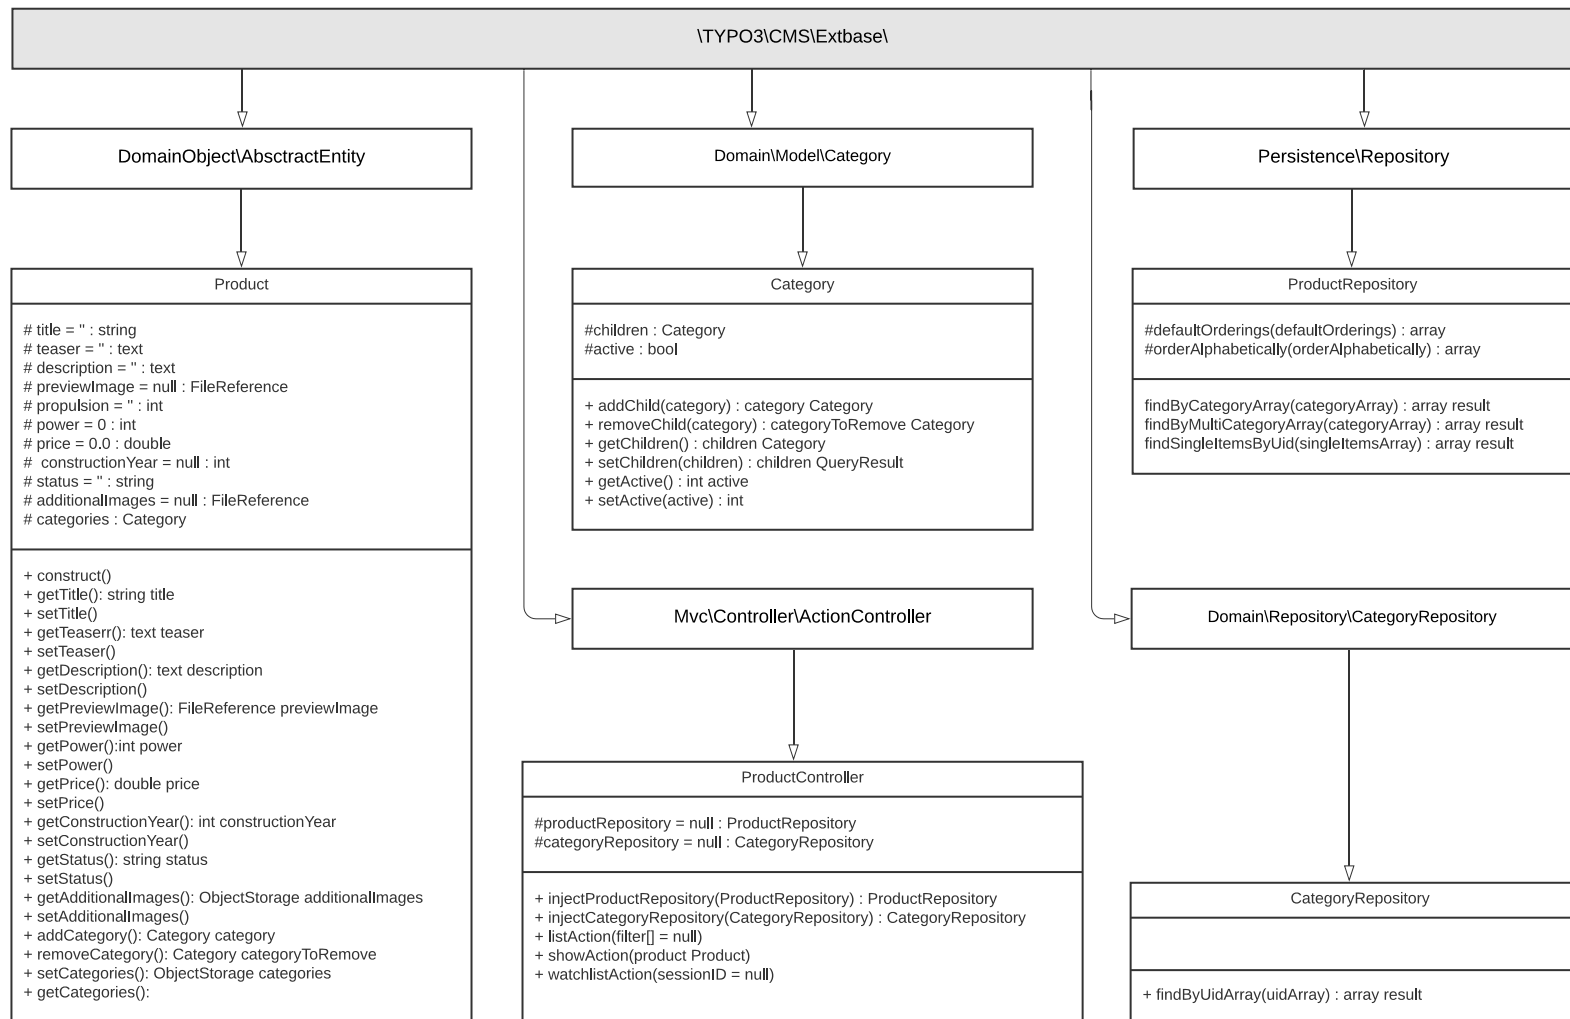 \TYPO3\CMS\Extbase\
DomainObject\AbsctractEntity
Domain\Model\Category
Persistence\Repository
Product
# title = '' : string
# teaser = '' : text
# description = '' : text
# previewImage = null : FileReference
# propulsion = '' : int
# power = 0 : int
# price = 0.0 : double
#  constructionYear = null : int
# status = '' : string
# additionalImages = null : FileReference
# categories : Category
+ construct()
+ getTitle(): string title
+ setTitle()
+ getTeaserr(): text teaser
+ setTeaser()
+ getDescription(): text description
+ setDescription()
+ getPreviewImage(): FileReference previewImage
+ setPreviewImage()
+ getPower():int power
+ setPower()
+ getPrice(): double price
+ setPrice()
+ getConstructionYear(): int constructionYear
+ setConstructionYear()
+ getStatus(): string status
+ setStatus()
+ getAdditionalImages(): ObjectStorage additionalImages
+ setAdditionalImages()
+ addCategory(): Category category
+ removeCategory(): Category categoryToRemove
+ setCategories(): ObjectStorage categories
+ getCategories():
Category
#children : Category
#active : bool
+ addChild(category) : category Category
+ removeChild(category) : categoryToRemove Category
+ getChildren() : children Category
+ setChildren(children) : children QueryResult
+ getActive() : int active
+ setActive(active) : int
Mvc\Controller\ActionController
ProductController
#productRepository = null : ProductRepository
#categoryRepository = null : CategoryRepository
+ injectProductRepository(ProductRepository) : ProductRepository
+ injectCategoryRepository(CategoryRepository) : CategoryRepository
+ listAction(filter[] = null)
+ showAction(product Product)
+ watchlistAction(sessionID = null)
ProductRepository
#defaultOrderings(defaultOrderings) : array
#orderAlphabetically(orderAlphabetically) : array
findByCategoryArray(categoryArray) : array result
findByMultiCategoryArray(categoryArray) : array result
findSingleItemsByUid(singleItemsArray) : array result
Domain\Repository\CategoryRepository
CategoryRepository
+ findByUidArray(uidArray) : array result